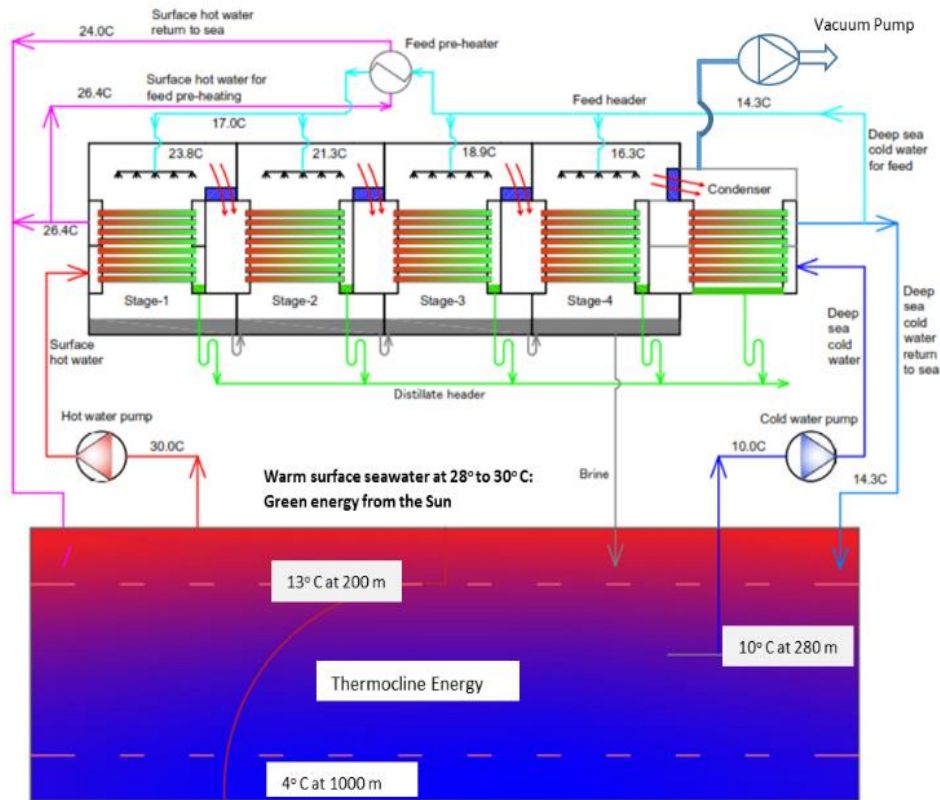 Surface hot water
return to sea
24.0C
Feed pre-heater
Vacuum Pump
Surface hot water for
feed pre-heating
26.4C
Feed header
14.3C
17.0C
Deep sea
cold water
for feed
23.8C
21.3C
18.9C
16.3C
Condenser
26.4C
Stage-1
Stage-2
Stage-3
Stage-4
Surface
hot water
Deep
sea
cold
water
Deep
sea
cold
water
return
to sea
Distillate header
Hot water pump
Cold water pump
30.0C
10.0C
Brine
14.3C
Warm surface seawater at 28° to 30° C:
Green energy from the Sun
13° C at 200 m
10° C at 280 m
Thermocline Energy
4° C at 1000 m